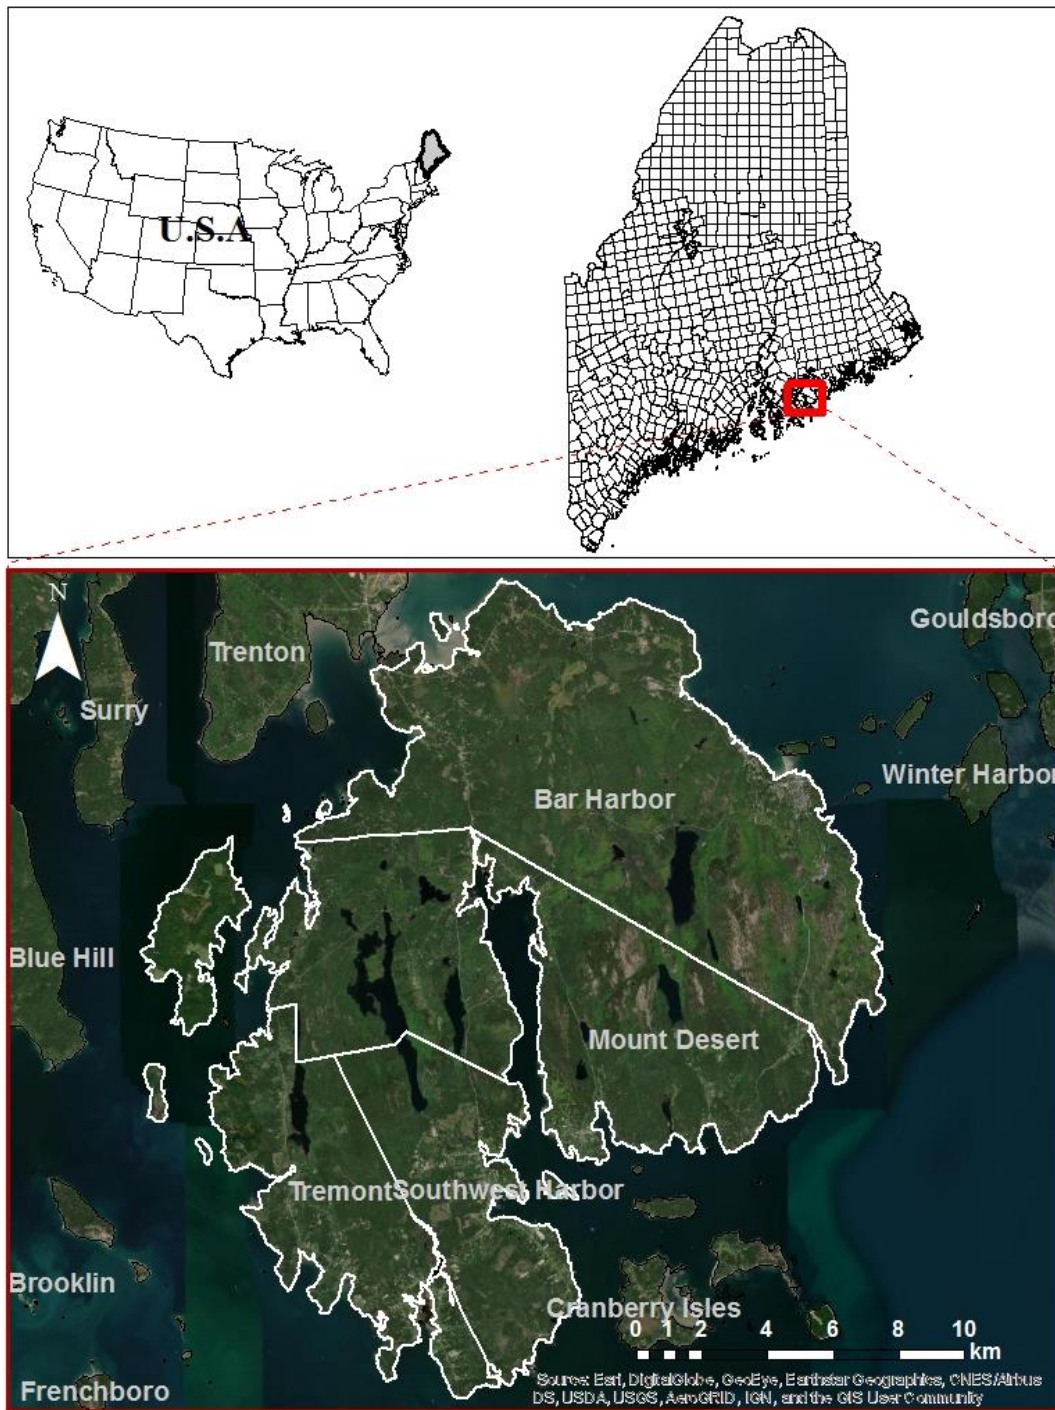 U.S.A
N
Gouldsboro
Trenton
Surry
Winter Harbor
Bar Harbor
Blue Hill
Mount Desert
Tremont
Southwest Harbor
Brooklin
Cranberry Isles
0 1 2 4 6 8 10
km
Frenchboro
Source: Esri, DigitalGlobe, GeoEye, Earthstar Geographics, CNES/Airbus
DS, USDA, USGS, AeroGRID, IGN, and the GIS User Community